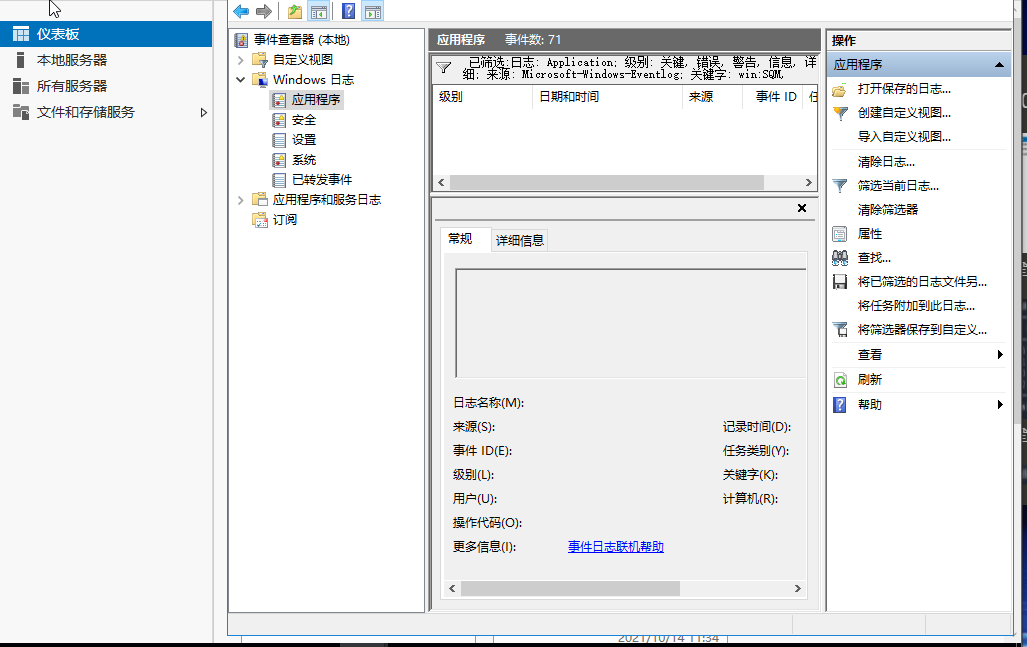 仪表板
本地服务器
所有服务器
文件和存储服务
事件查看器 (本地)
自定义视图
Windows 日志
应用程序
安全
设置
系统
已转发事件
应用程序和服务日志
订阅
应用程序 事件数: 71
已筛选:日志: Application; 级别: 关键, 错误, 警告, 信息, 详
细; 来源: Microsoft-Windows-Eventlog; 关键字: win:SQM,
级别 日期和时间 来源 事件 ID 任
常规 详细信息
日志名称(M):
来源(S): 记录时间(D):
事件 ID(E): 任务类别(Y):
级别(L): 关键字(K):
用户(U): 计算机(R):
操作代码(O):
更多信息(I): 事件日志联机帮助
操作
应用程序
打开保存的日志...
创建自定义视图...
导入自定义视图...
清除日志...
筛选当前日志...
清除筛选器
属性
查找...
将已筛选的日志文件另...
将任务附加到此日志...
将筛选器保存到自定义...
查看
刷新
帮助
2021/10/14 11:34